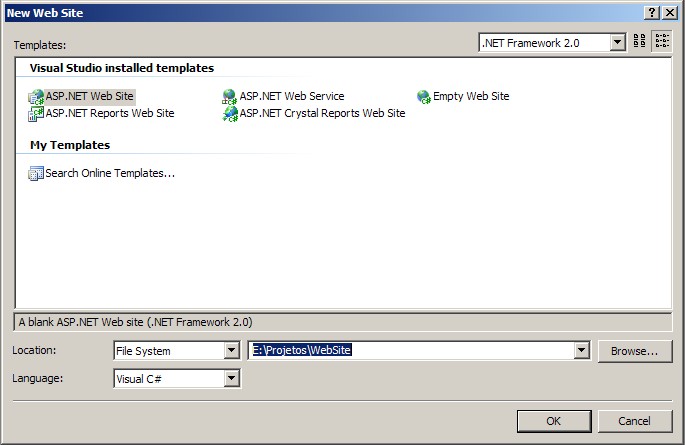 New Web Site
Templates:
.NET Framework 2.0
Visual Studio installed templates
ASP.NET Web Site
ASP.NET Web Service
Empty Web Site
ASP.NET Reports Web Site
ASP.NET Crystal Reports Web Site
My Templates
Search Online Templates...
A blank ASP.NET Web site (.NET Framework 2.0)
Location:
File System
E:\Projetos\WebSite
Browse...
Language:
Visual C#
OK
Cancel